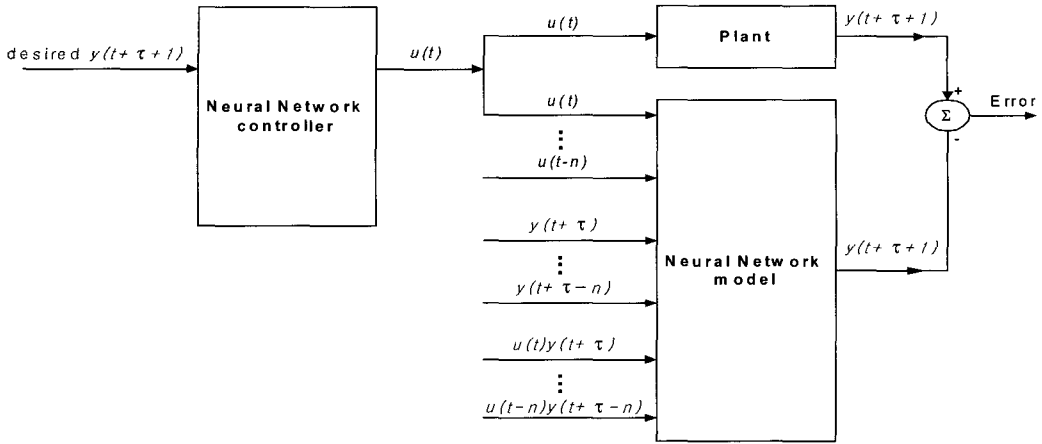 desired y(t+ τ+1)
Neural Network
controller
u(t)
u(t)
Plant
y(t+ τ+1)
u(t)
⋮
u(t-n)
y(t+ τ)
⋮
y(t+ τ-n)
u(t)y(t+ τ)
⋮
u(t-n)y(t+ τ-n)
Neural Network
model
y(t+ τ+1)
+
Σ
-
Error